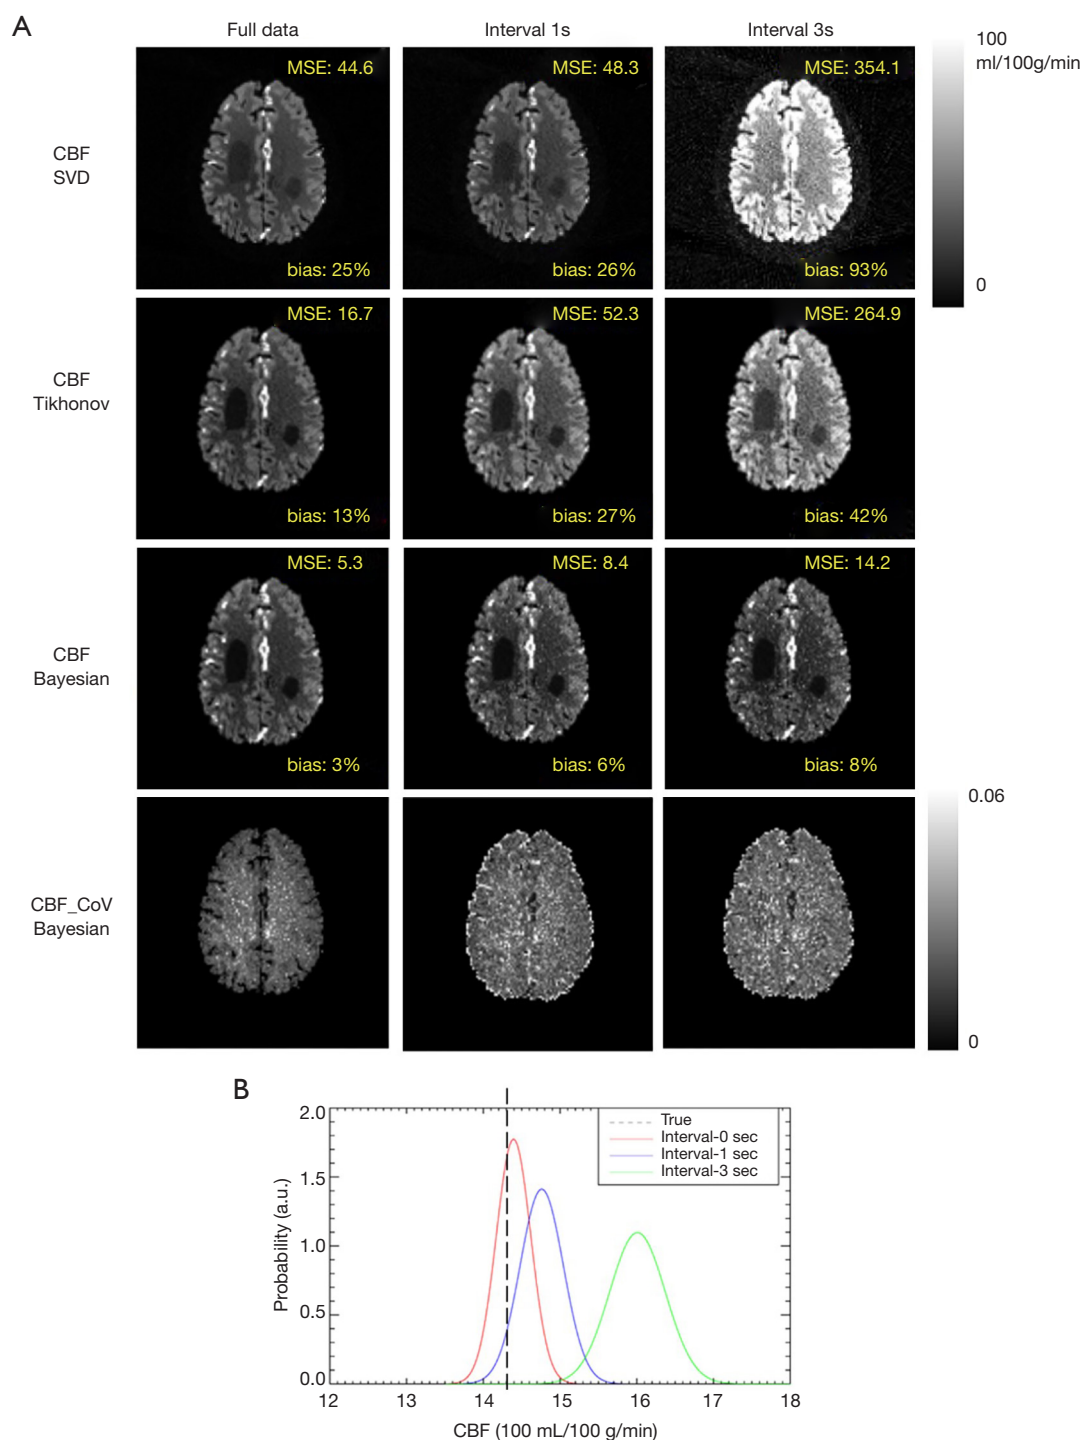 A
Full data
Interval 1s
Interval 3s
100
ml/100g/min
0
CBF
SVD
MSE: 44.6
bias: 25%
MSE: 48.3
bias: 26%
MSE: 354.1
bias: 93%
CBF
Tikhonov
MSE: 16.7
bias: 13%
MSE: 52.3
bias: 27%
MSE: 264.9
bias: 42%
CBF
Bayesian
MSE: 5.3
bias: 3%
MSE: 8.4
bias: 6%
MSE: 14.2
bias: 8%
CBF_CoV
Bayesian
0.06
0
B
True
Interval-0 sec
Interval-1 sec
Interval-3 sec
Probability (a.u.)
2.0
1.5
1.0
0.5
0.0
12 13 14 15 16 17 18
CBF (100 mL/100 g/min)